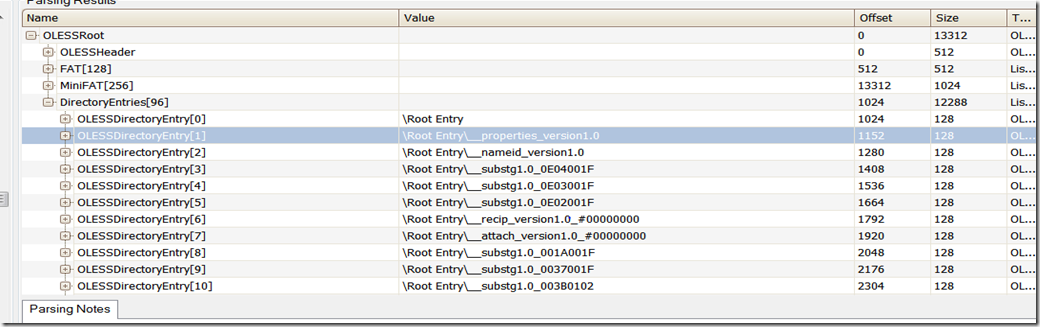 Parsing Results
Name Value Offset Size T...
OLESSRoot 0 13312 OL...
OLESSHeader 0 512 OL...
FAT[128] 512 512 Lis...
MiniFAT[256] 13312 1024 Lis...
DirectoryEntries[96] 1024 12288 Lis...
OLESSDirectoryEntry[0] \Root Entry 1024 128 OL...
OLESSDirectoryEntry[1] \Root Entry\__properties_version1.0 1152 128 OL...
OLESSDirectoryEntry[2] \Root Entry\__nameid_version1.0 1280 128 OL...
OLESSDirectoryEntry[3] \Root Entry\__substg1.0_0E04001F 1408 128 OL...
OLESSDirectoryEntry[4] \Root Entry\__substg1.0_0E03001F 1536 128 OL...
OLESSDirectoryEntry[5] \Root Entry\__substg1.0_0E02001F 1664 128 OL...
OLESSDirectoryEntry[6] \Root Entry\__recip_version1.0_#00000000 1792 128 OL...
OLESSDirectoryEntry[7] \Root Entry\__attach_version1.0_#00000000 1920 128 OL...
OLESSDirectoryEntry[8] \Root Entry\__substg1.0_001A001F 2048 128 OL...
OLESSDirectoryEntry[9] \Root Entry\__substg1.0_0037001F 2176 128 OL...
OLESSDirectoryEntry[10] \Root Entry\__substg1.0_003B0102 2304 128 OL...
Parsing Notes